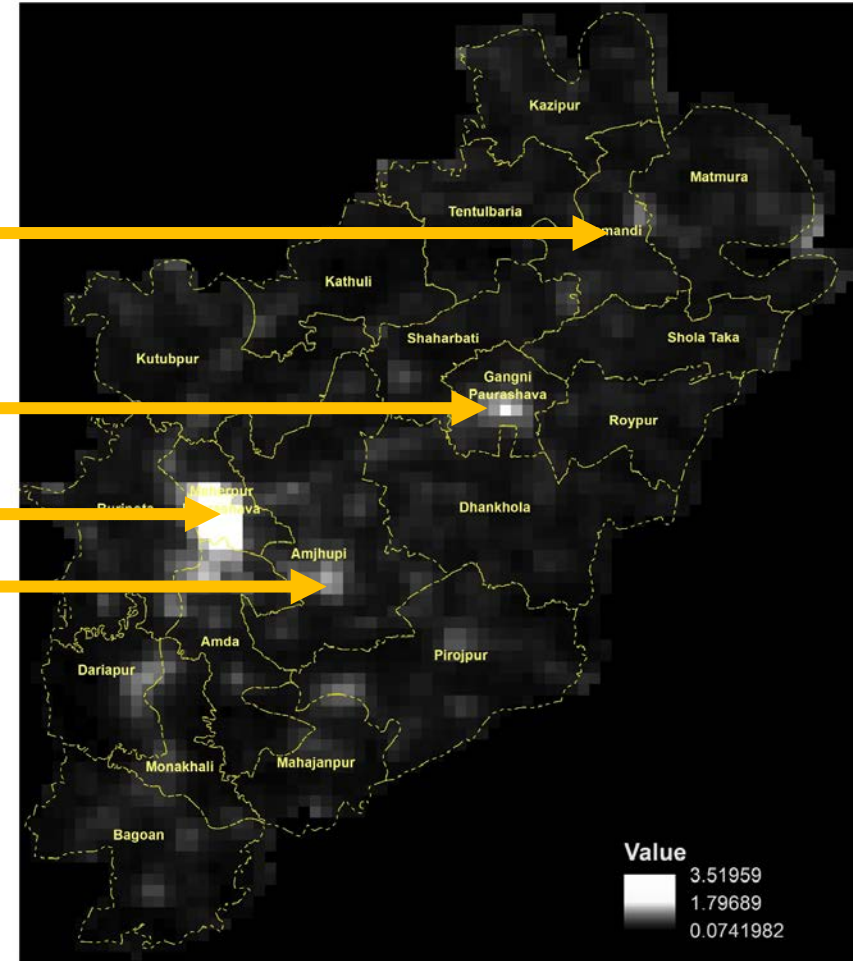 Kazipur
Matmura
Tentulbaria
mandi
Kathuli
Shaharbati
Shola Taka
Kutubpur
Gangni
Paurashava
Roypur
Dhankhola
Amjhupi
Amda
Pirojpur
Dariapur
Monakhali
Mahajanpur
Bagoan
Value
3.51959
1.79689
0.0741982